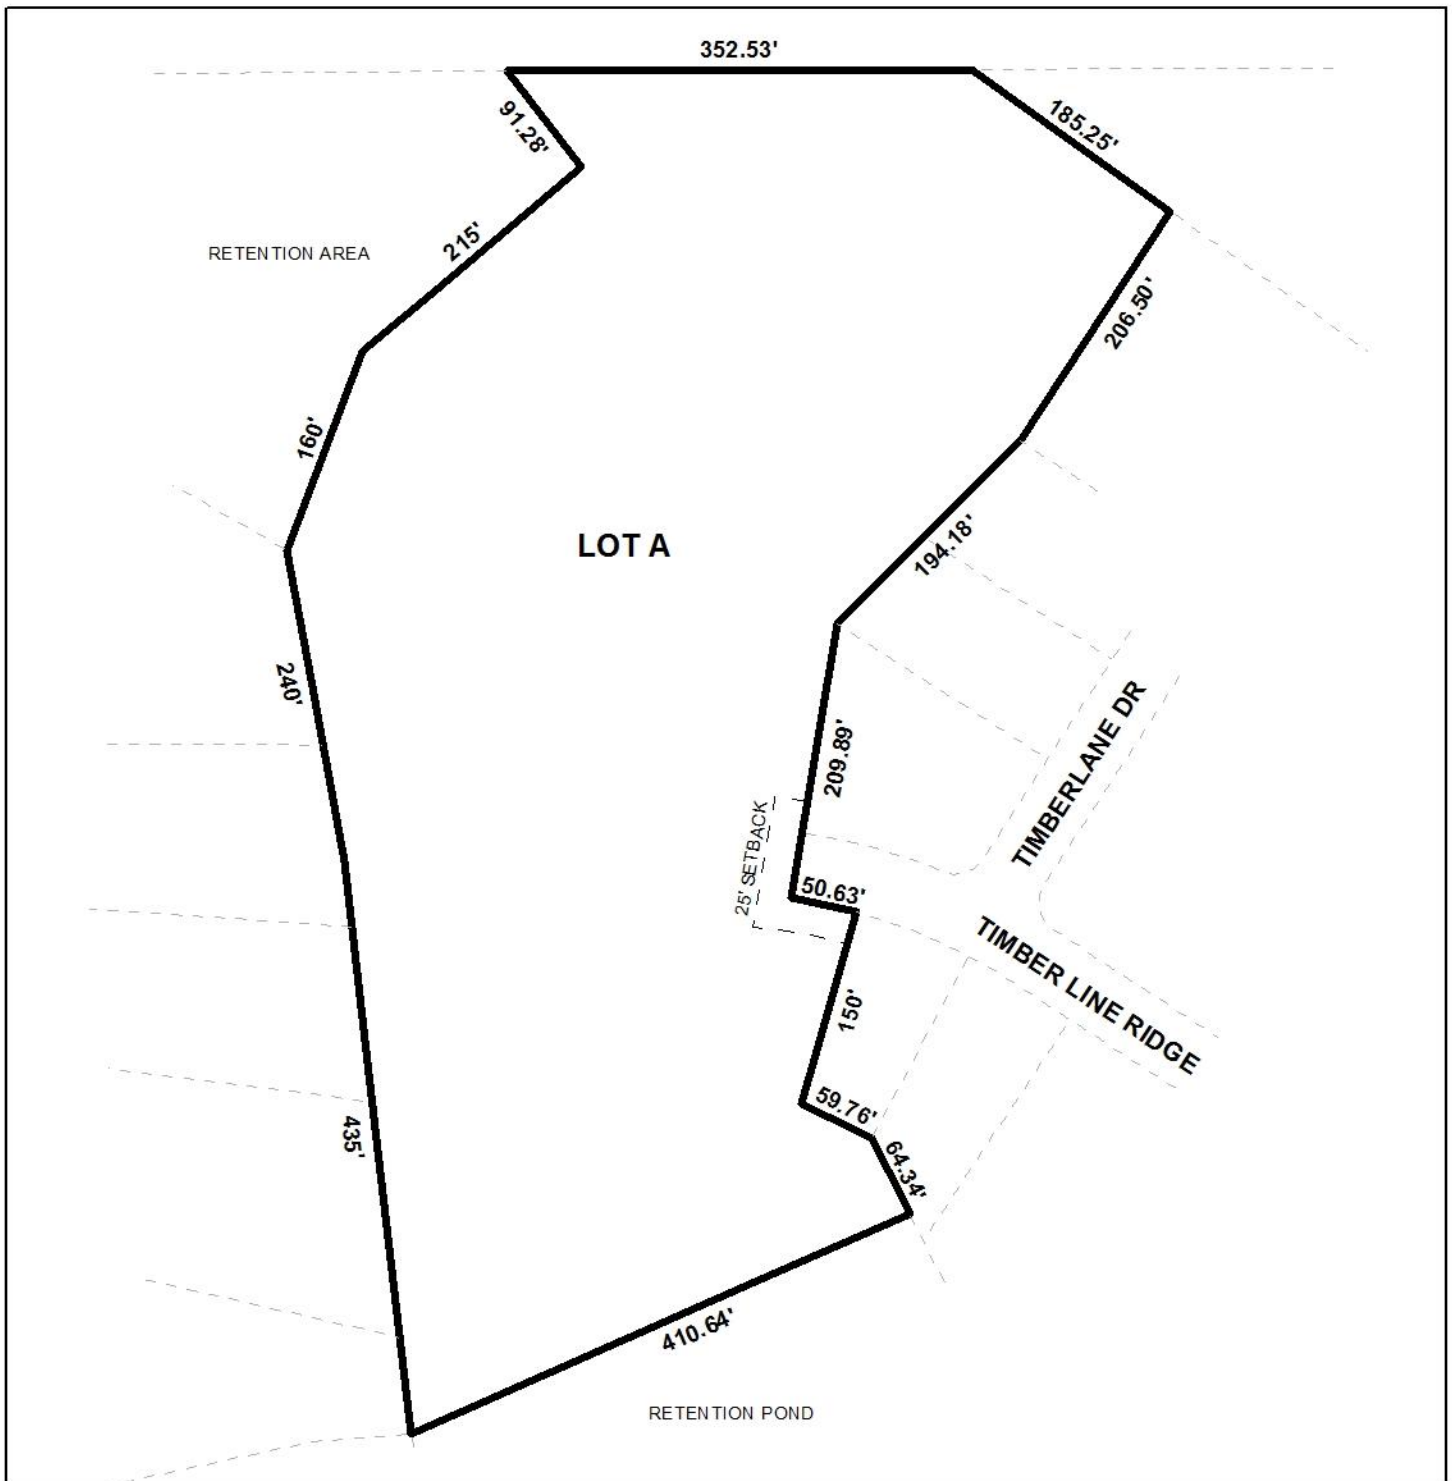 352.53'
91.28'
185.25'
215'
RETENTION AREA
206.50'
160'
LOT A
194.18'
240'
209.89'
TIMBERLANE DR
25' SETBACK
50.63'
TIMBER LINE RIDGE
150'
59.76'
435'
64.34'
410.64'
RETENTION POND